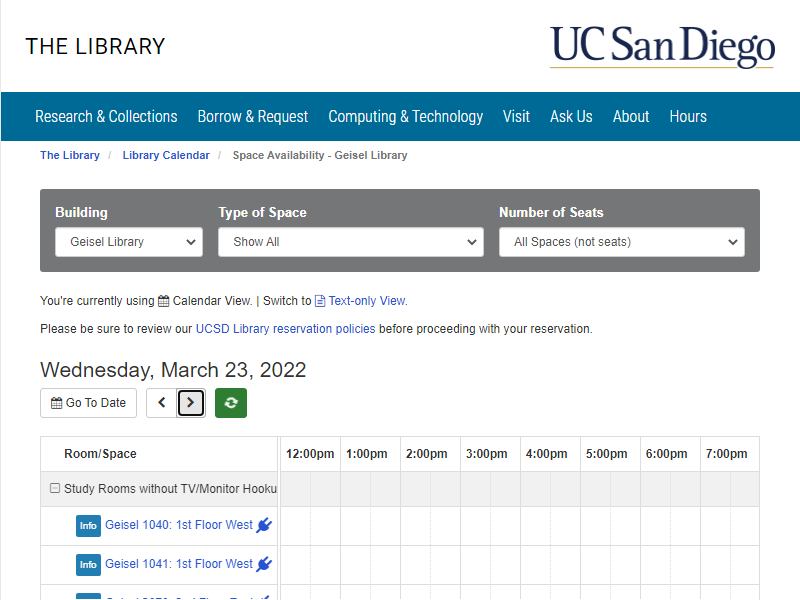 THE LIBRARY
UC San Diego
Research & Collections Borrow & Request Computing & Technology Visit Ask Us About Hours
The Library / Library Calendar / Space Availability - Geisel Library
Building Type of Space Number of Seats
Geisel Library Show All All Spaces (not seats)
You're currently using Calendar View. | Switch to Text-only View.
Please be sure to review our UCSD Library reservation policies before proceeding with your reservation.
Wednesday, March 23, 2022
Go To Date
Room/Space 12:00pm 1:00pm 2:00pm 3:00pm 4:00pm 5:00pm 6:00pm 7:00pm
Study Rooms without TV/Monitor Hooku
Info Geisel 1040: 1st Floor West
Info Geisel 1041: 1st Floor West